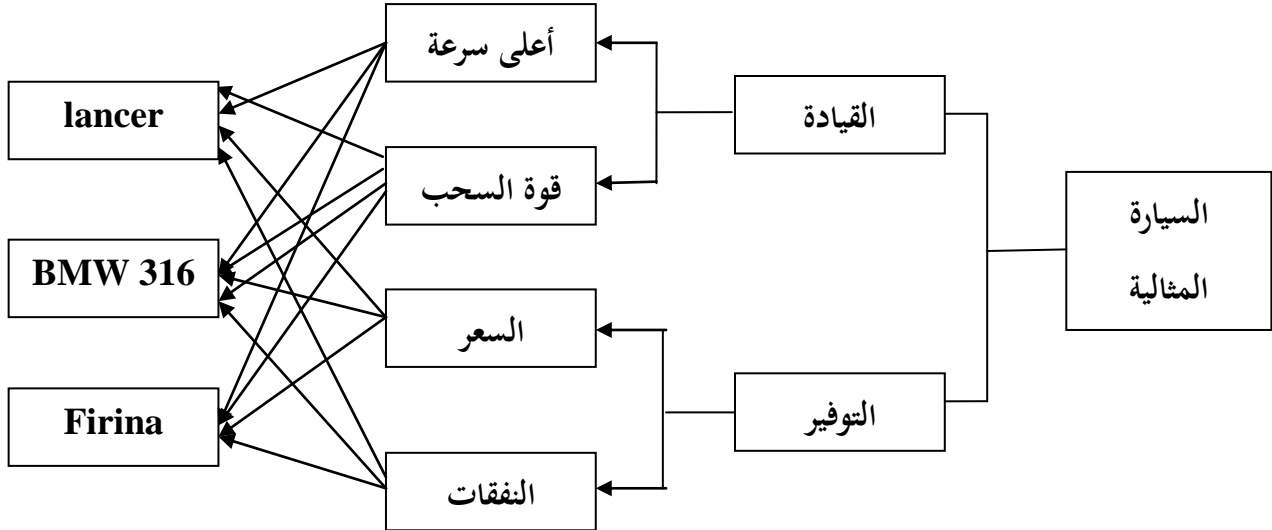 السيارة
المثالية
القيادة
التوفير
أعلى سرعة
قوة السحب
السعر
النفقات
lancer
BMW 316
Firina